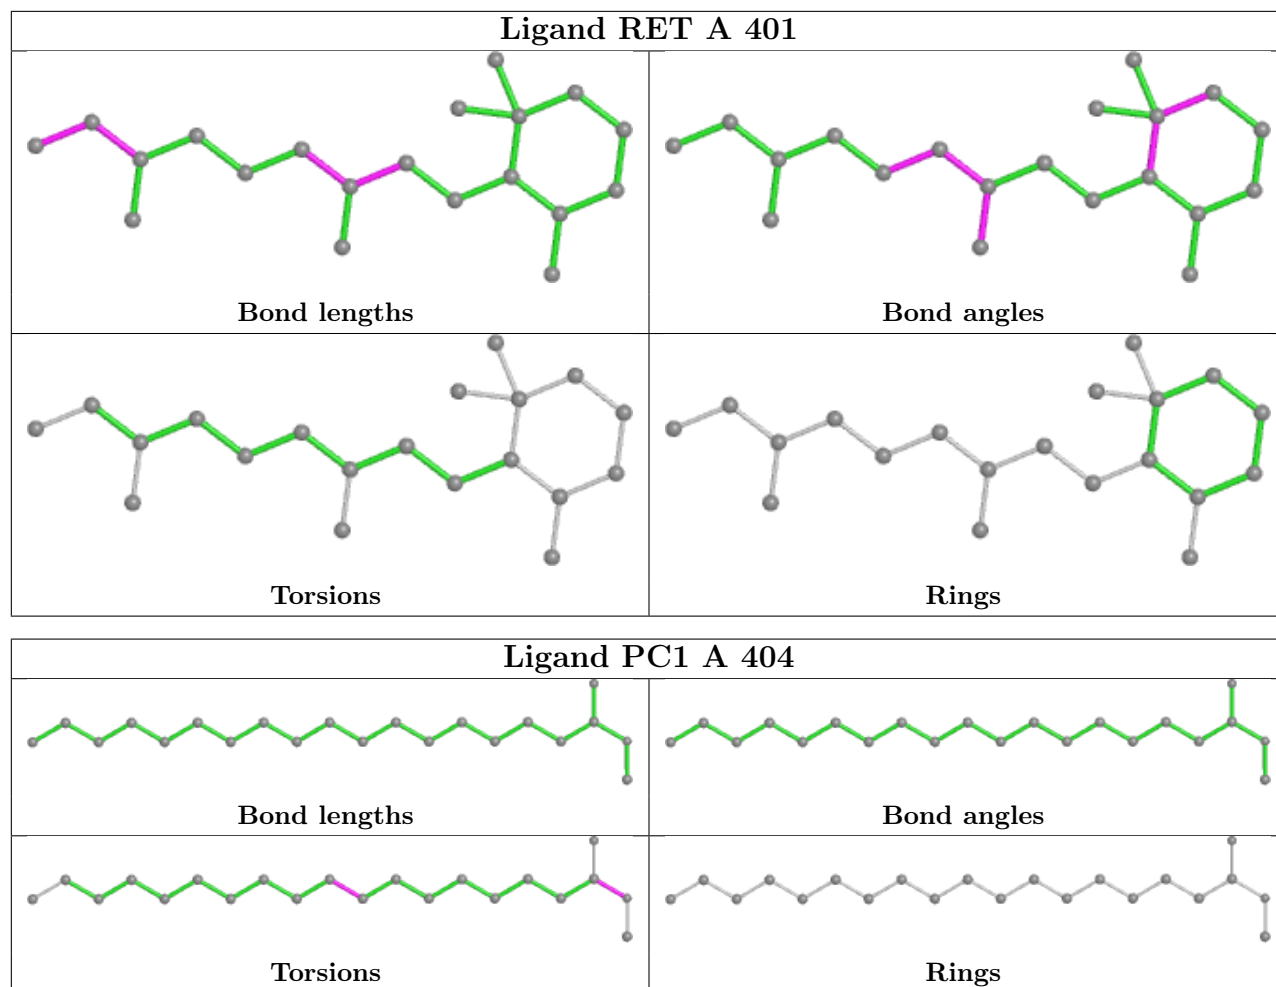 Ligand RET A 401
Bond lengths
Bond angles
Torsions
Rings
Ligand PC1 A 404
Bond lengths
Bond angles
Torsions
Rings